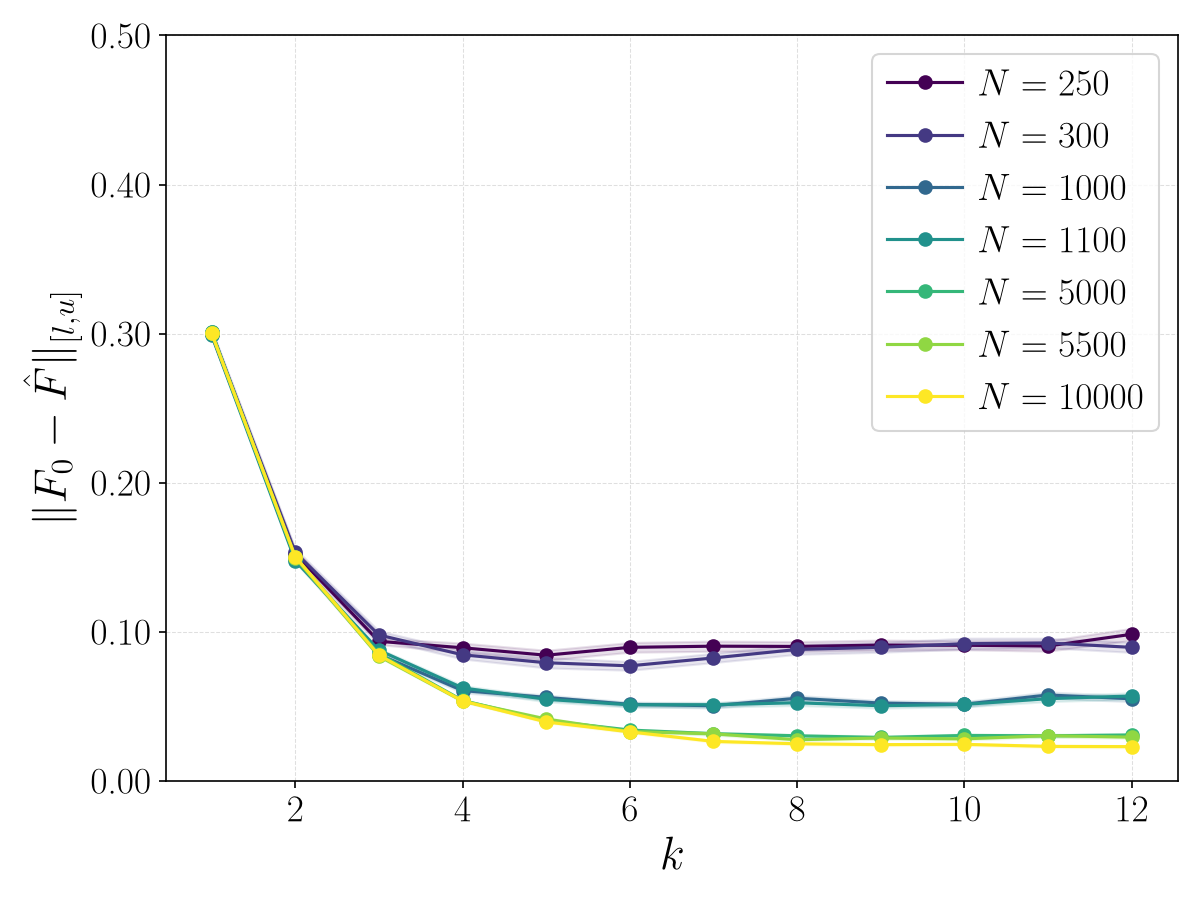 0.50
0.40
0.30
0.20
0.10
0.00
||F₀ − F̂||[l,u]
2 4 6 8 10 12
k
N = 250
N = 300
N = 1000
N = 1100
N = 5000
N = 5500
N = 10000